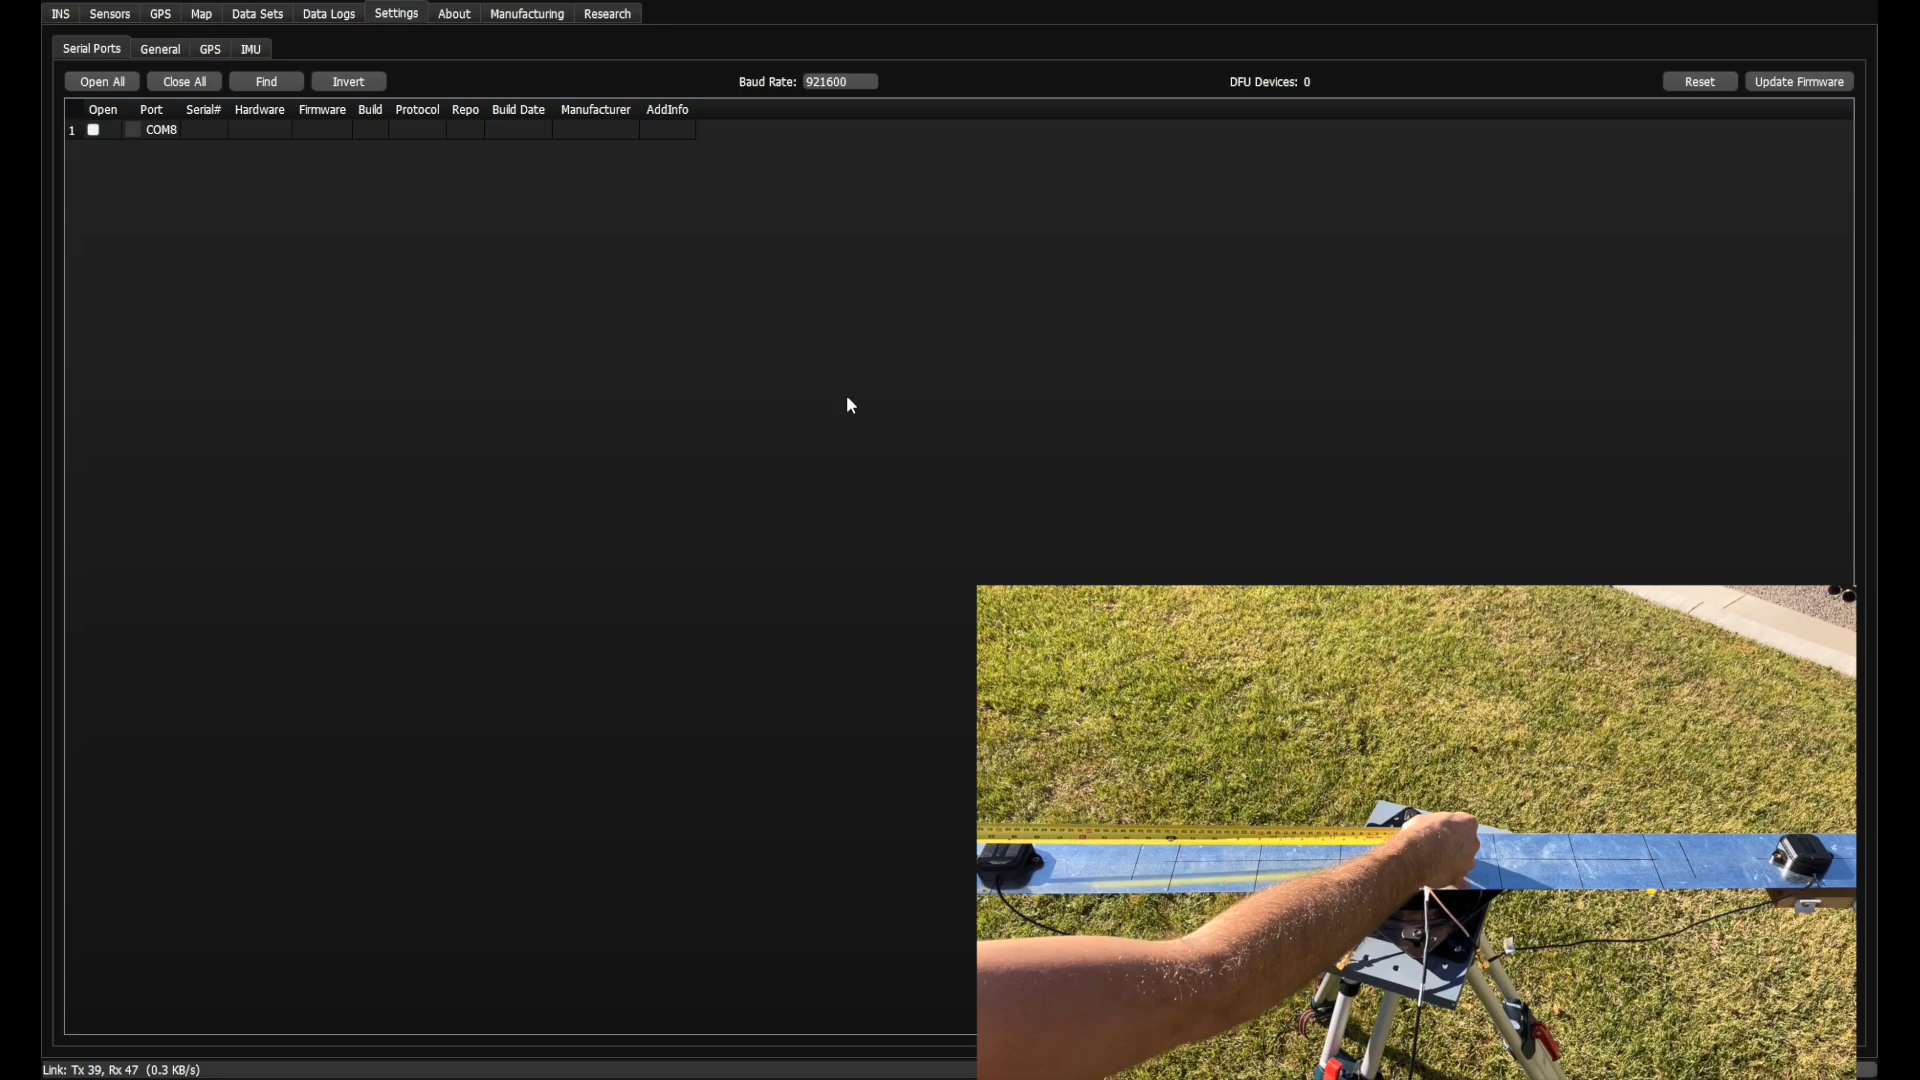 INS Sensors GPS Map Data Sets Data Logs Settings About Manufacturing Research
Serial Ports General GPS IMU
Open All Close All Find Invert Baud Rate: 921600 DFU Devices: 0 Reset Update Firmware
Open Port Serial# Hardware Firmware Build Protocol Repo Build Date Manufacturer AddInfo
1 COM8
Link: Tx 39, Rx 47 (0.3 KB/s)